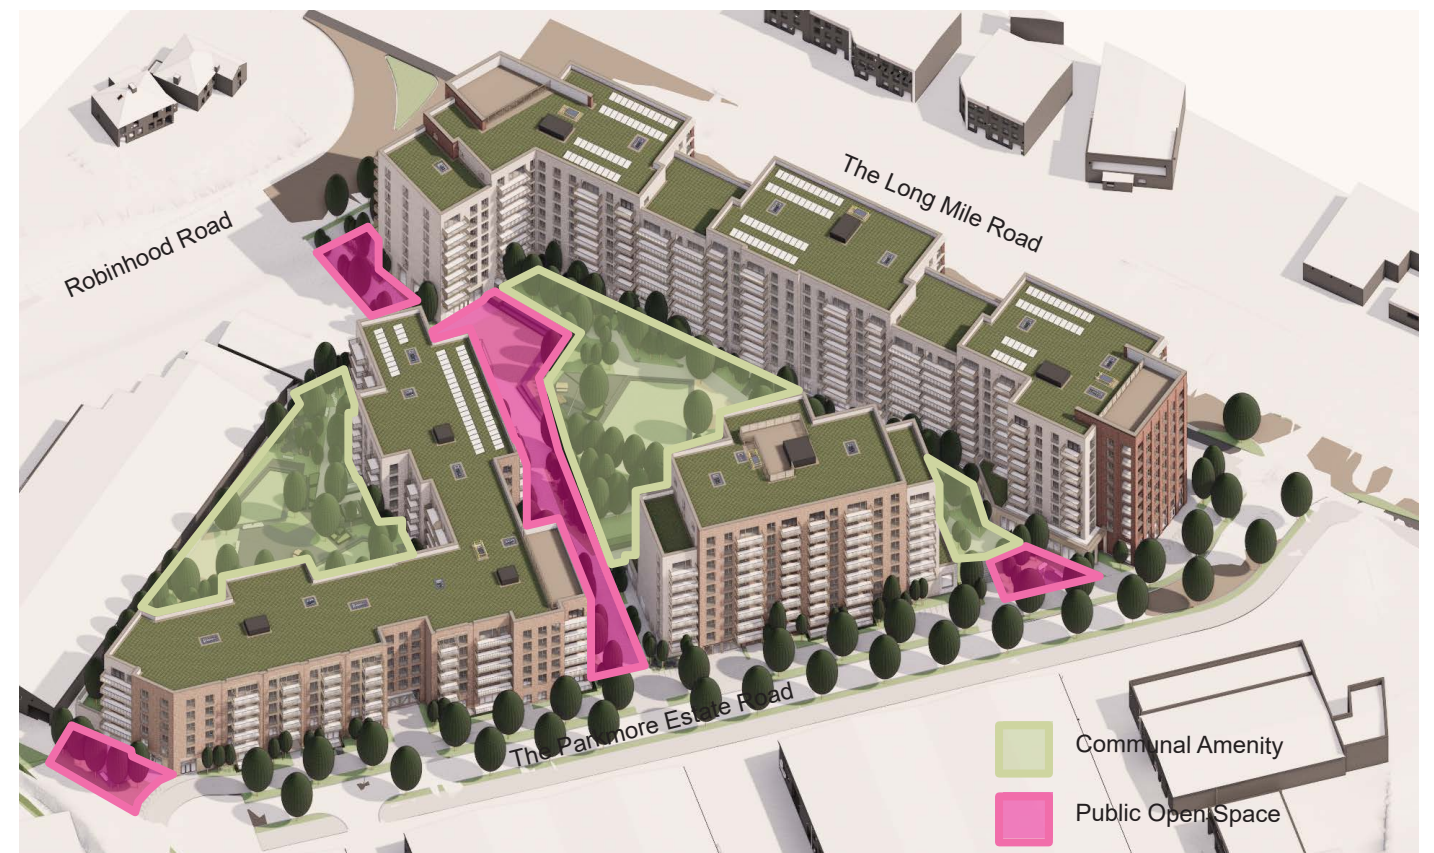 The Long Mile Road
Robinhood Road
The Parkmore Estate Road
Communal Amenity
Public Open Space